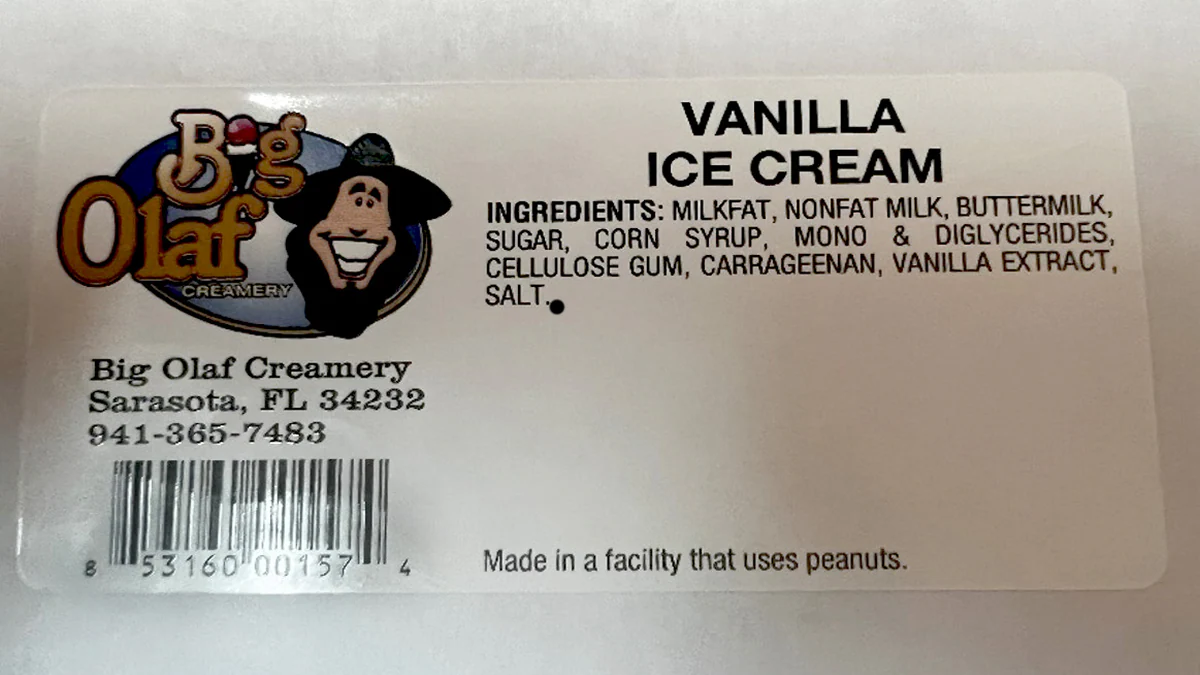 Big
Olaf
CREAMERY
Big Olaf Creamery
Sarasota, FL 34232
941-365-7483
8 53160 00157 4
VANILLA
ICE CREAM
INGREDIENTS: MILKFAT, NONFAT MILK, BUTTERMILK,
SUGAR, CORN SYRUP, MONO & DIGLYCERIDES,
CELLULOSE GUM, CARRAGEENAN, VANILLA EXTRACT,
SALT.
Made in a facility that uses peanuts.